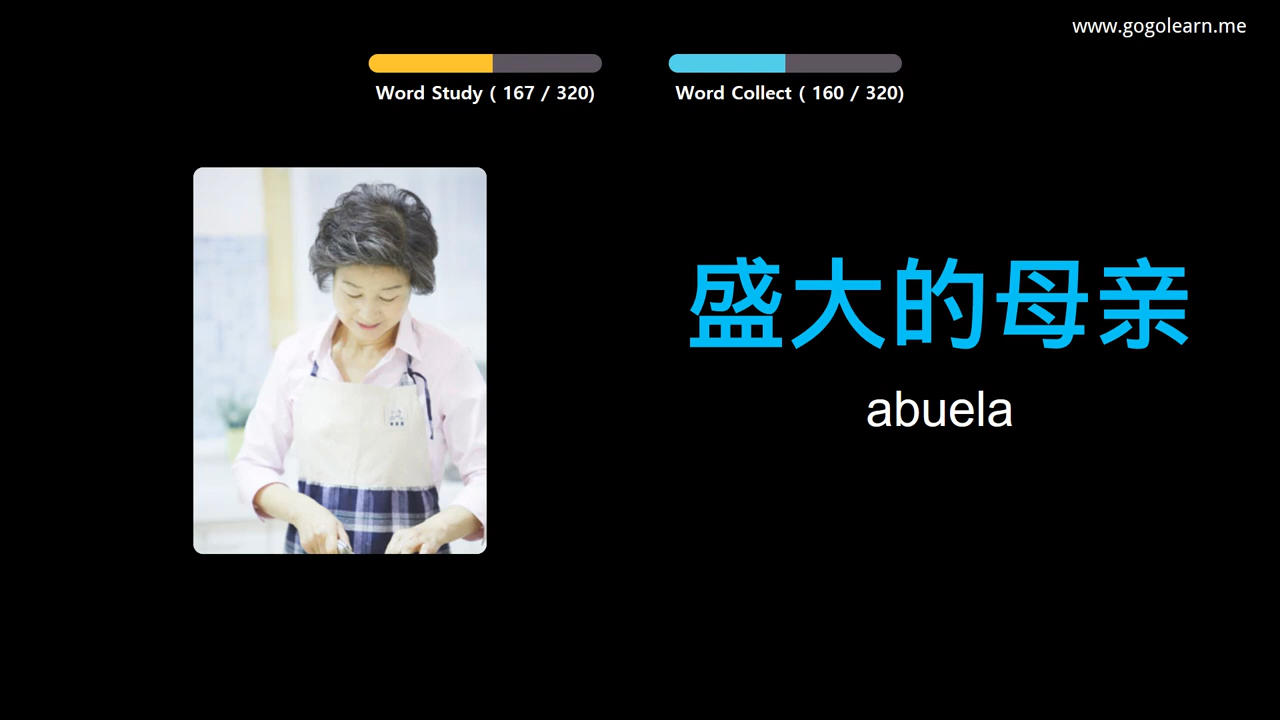 www.gogolearn.me
Word Study ( 167 / 320)
Word Collect ( 160 / 320)
盛大的母亲
abuela